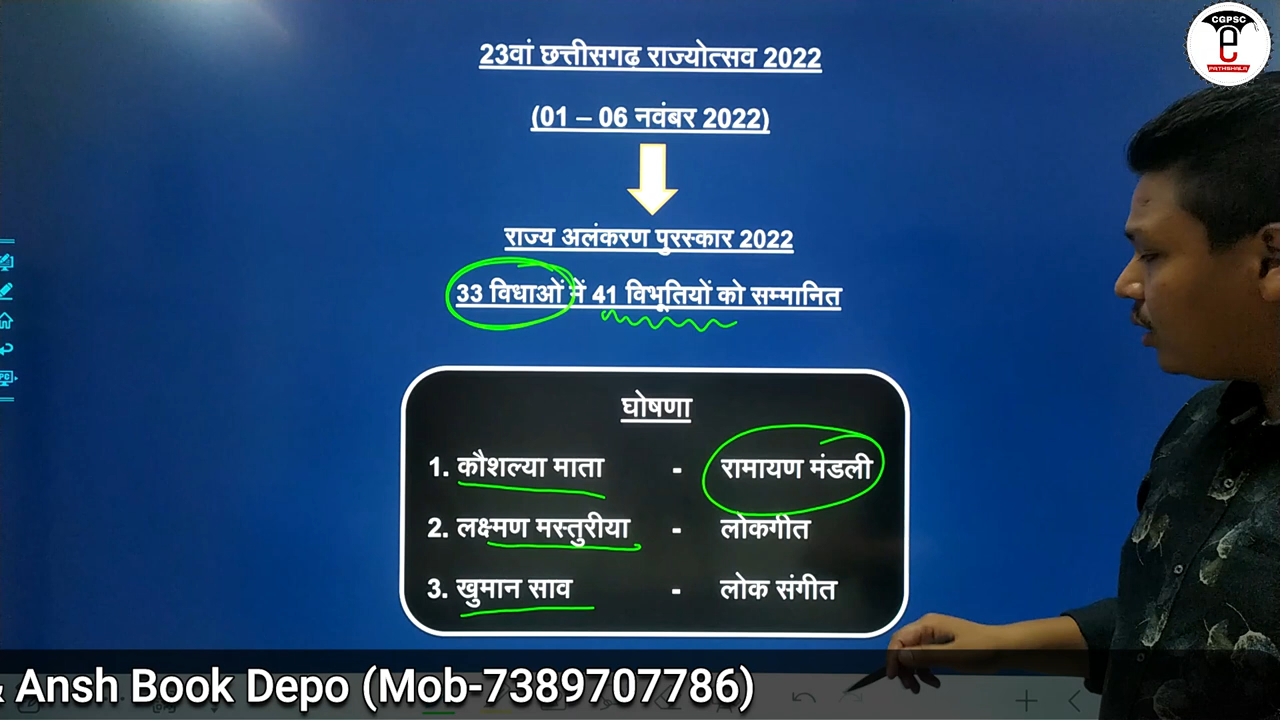 CGPSC
e
PATHSHALA
23वां छत्तीसगढ़ राज्योत्सव 2022
(01 – 06 नवंबर 2022)
राज्य अलंकरण पुरस्कार 2022
33 विधाओं में 41 विभूतियों को सम्मानित
घोषणा
1. कौशल्या माता - रामायण मंडली
2. लक्ष्मण मस्तुरीया - लोकगीत
3. खुमान साव - लोक संगीत
& Ansh Book Depo (Mob-7389707786)